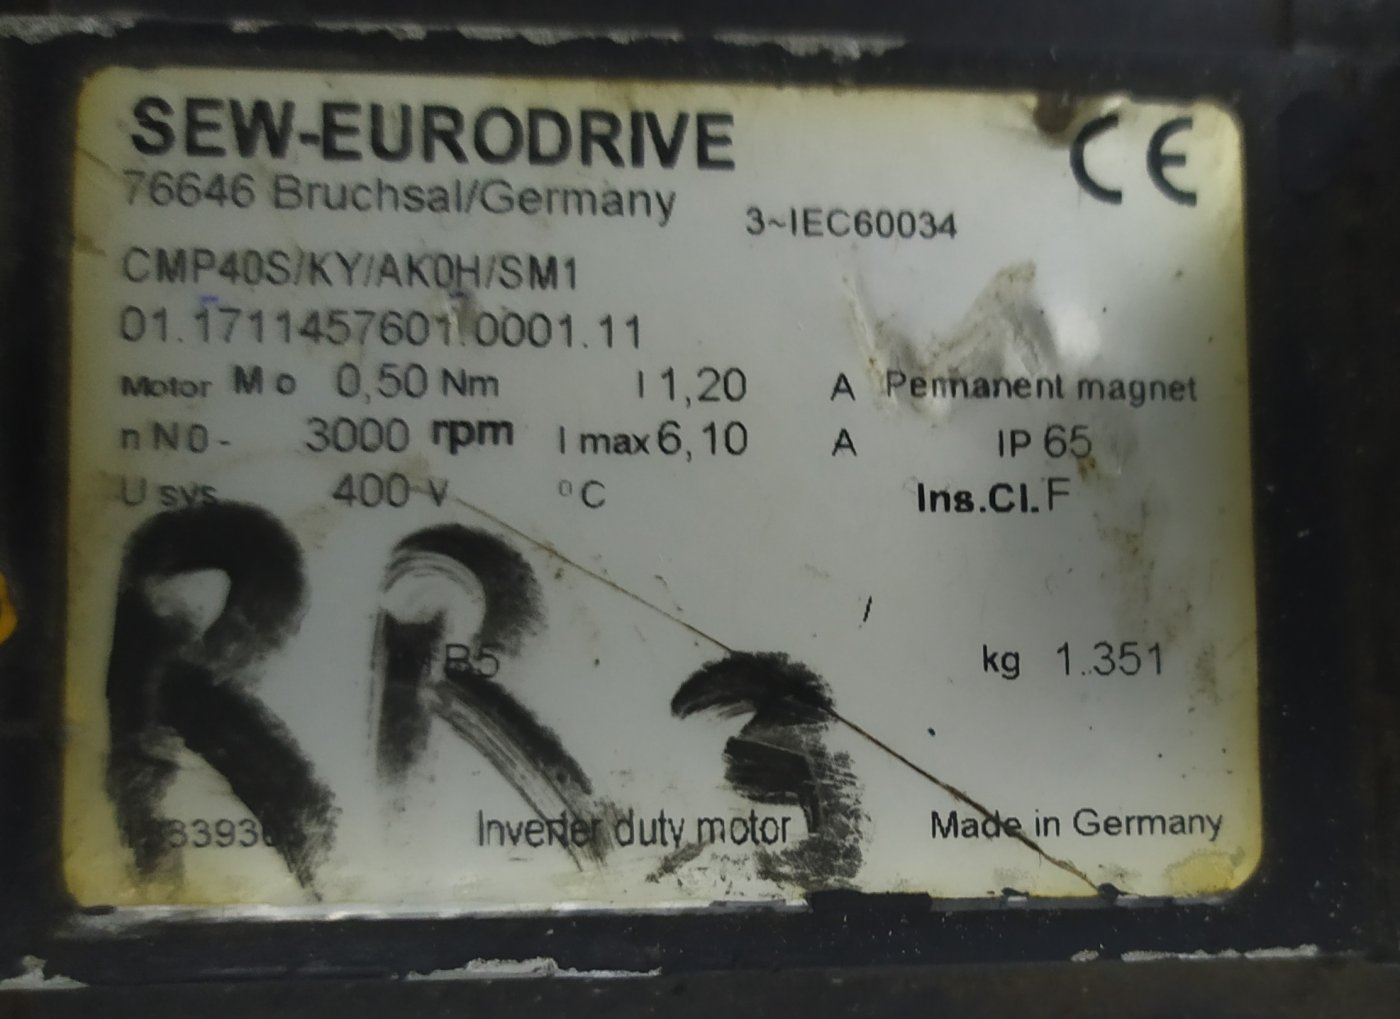 SEW-EURODRIVE
CE
76646 Bruchsal/Germany
3~IEC60034
CMP40S/KY/AK0H/SM1
01.1711457601.0001.11
Motor Mo 0,50 Nm I 1,20 A Permanent magnet
nN0- 3000 rpm I max 6,10 A IP 65
U sys. 400 V °C Ins.Cl. F
B5 kg 1.351
Inverter duty motor Made in Germany
RR